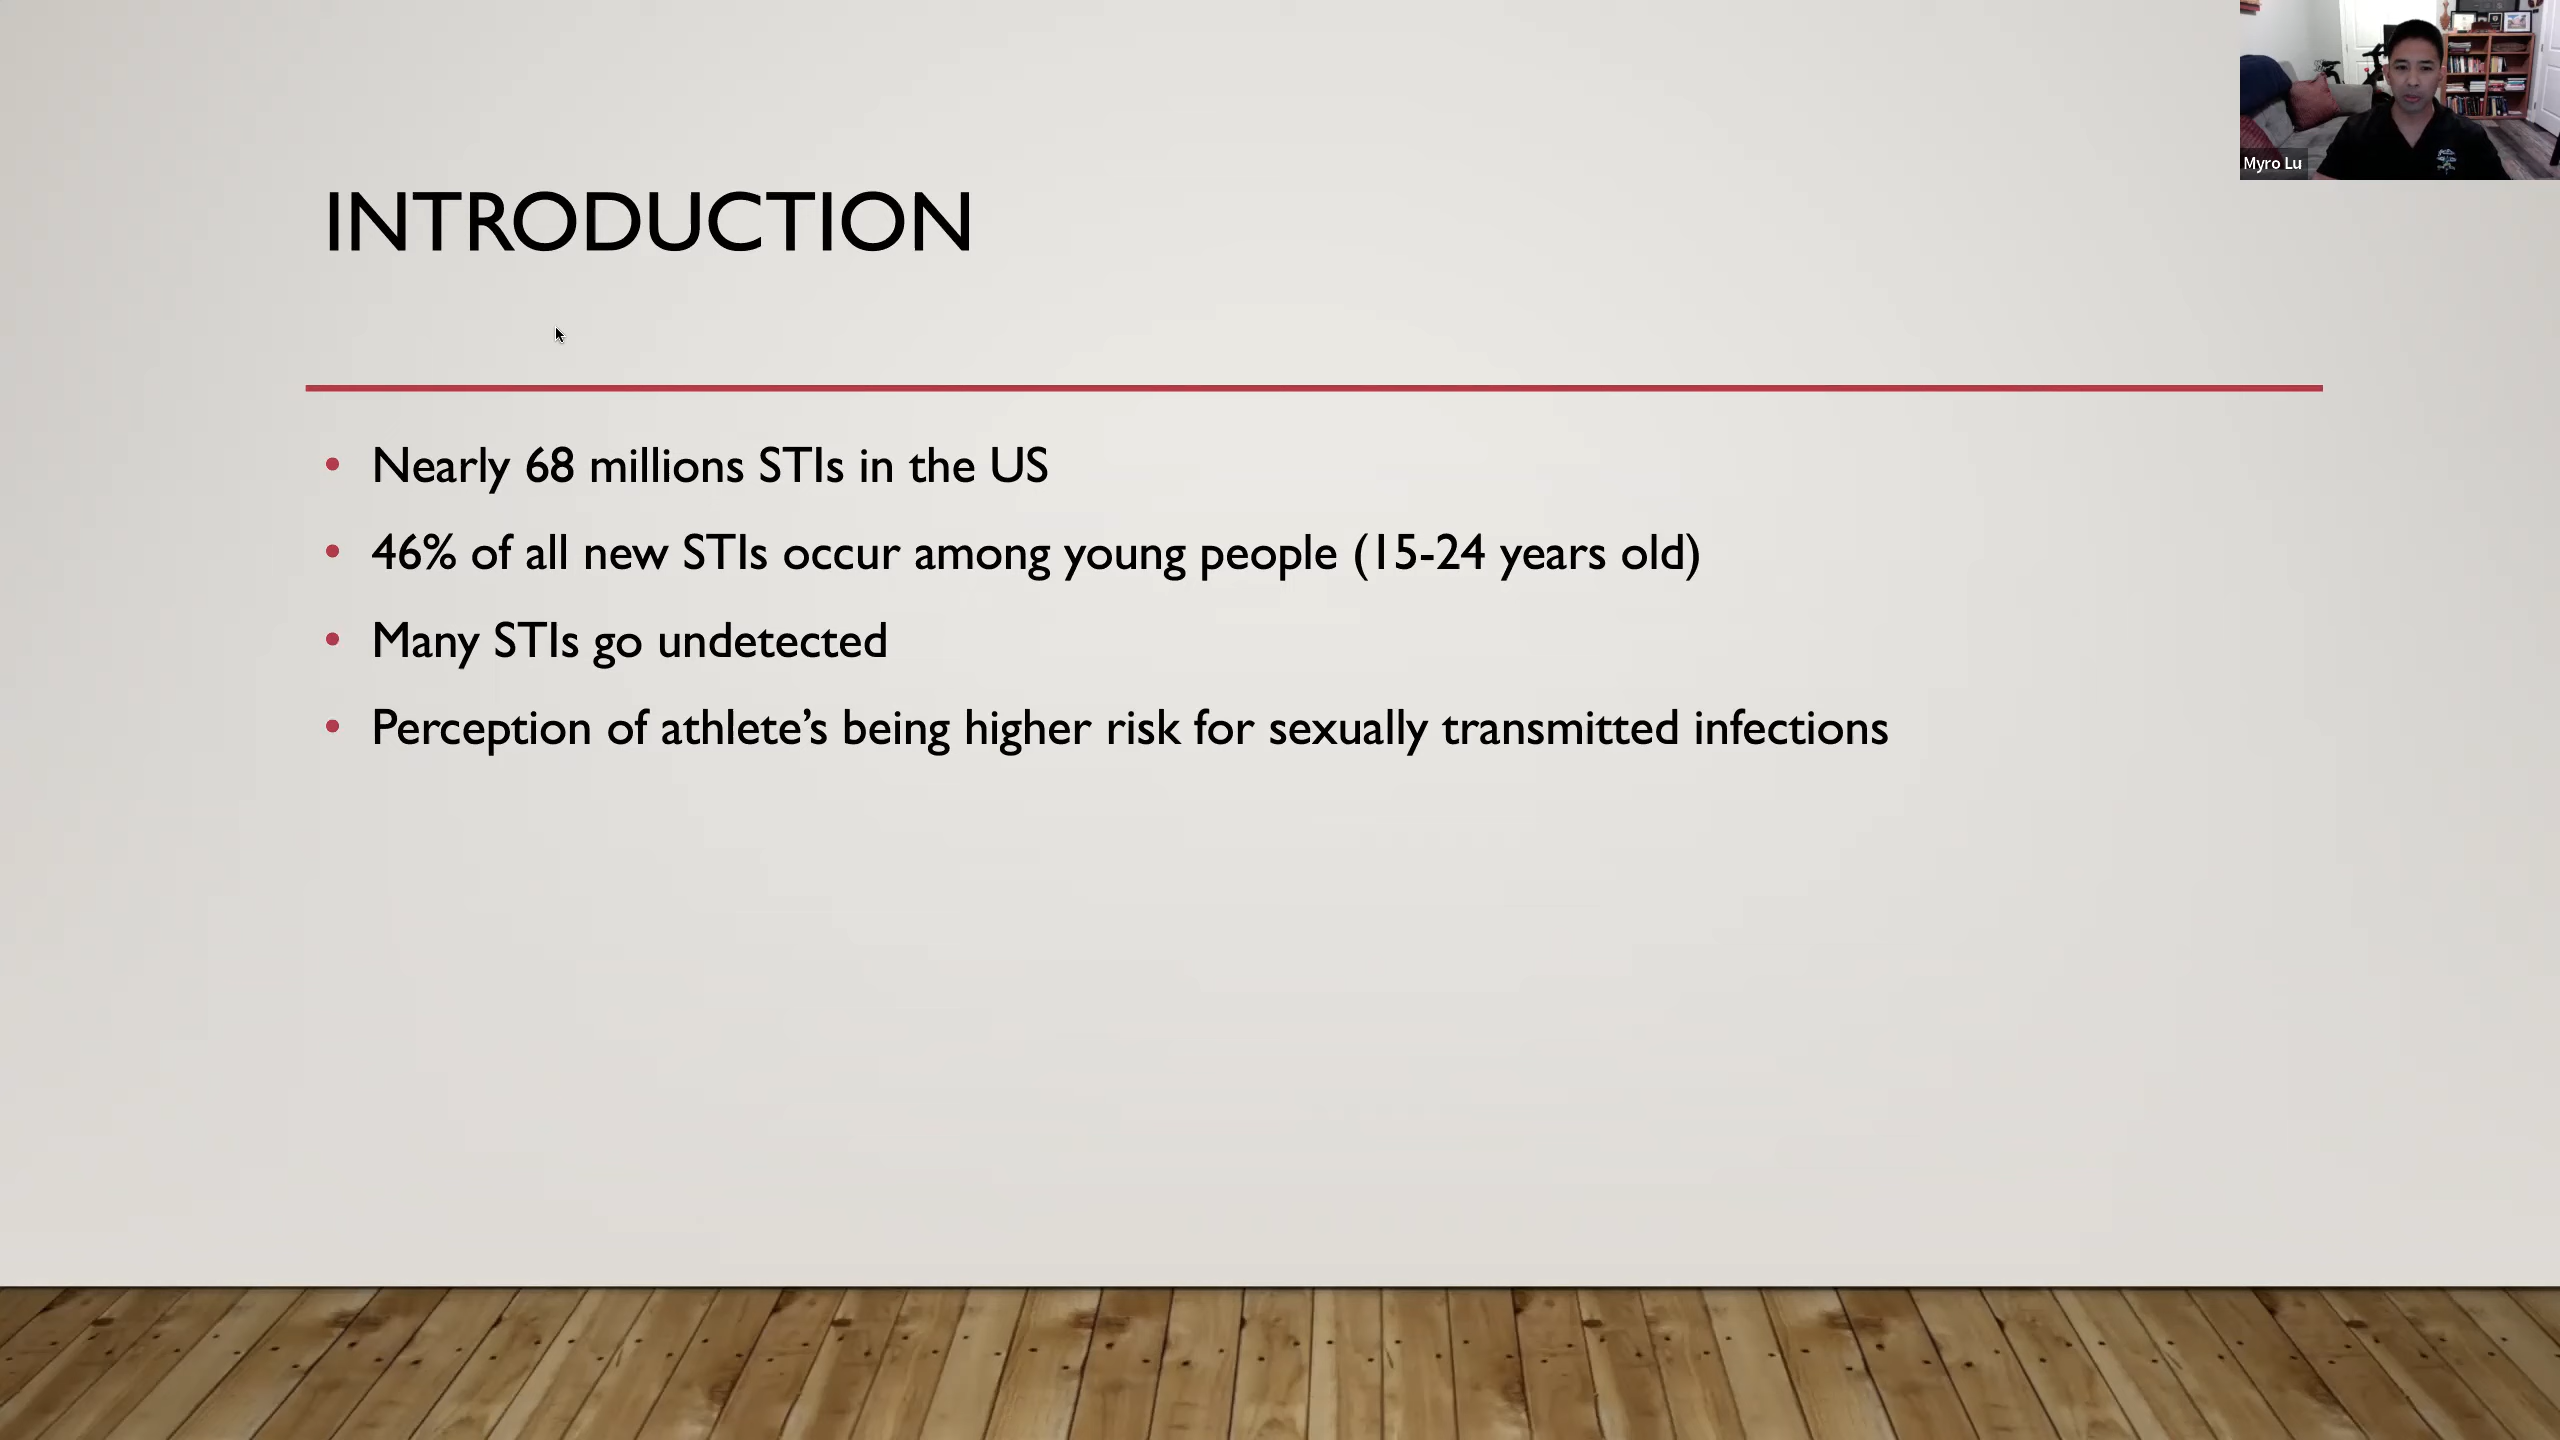 INTRODUCTION
• Nearly 68 millions STIs in the US
• 46% of all new STIs occur among young people (15-24 years old)
• Many STIs go undetected
• Perception of athlete’s being higher risk for sexually transmitted infections
Myro Lu